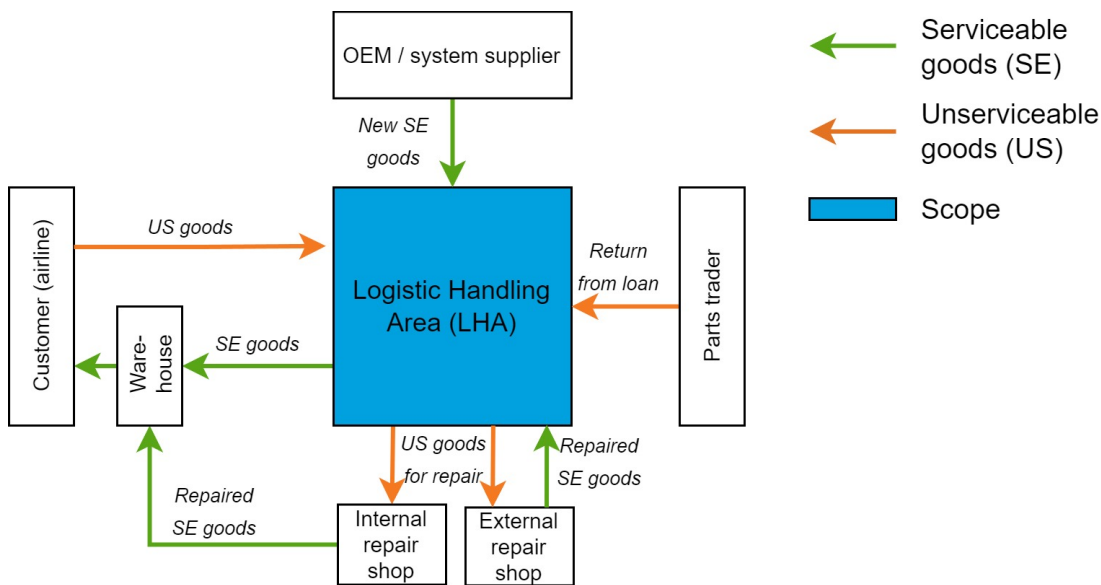 OEM / system supplier
Serviceable
goods (SE)
New SE
goods
Unserviceable
goods (US)
Scope
Customer (airline)
US goods
Logistic Handling
Area (LHA)
Return
from loan
Parts trader
Ware-
house
SE goods
US goods
for repair
Repaired
SE goods
Repaired
SE goods
Internal
repair
shop
External
repair
shop